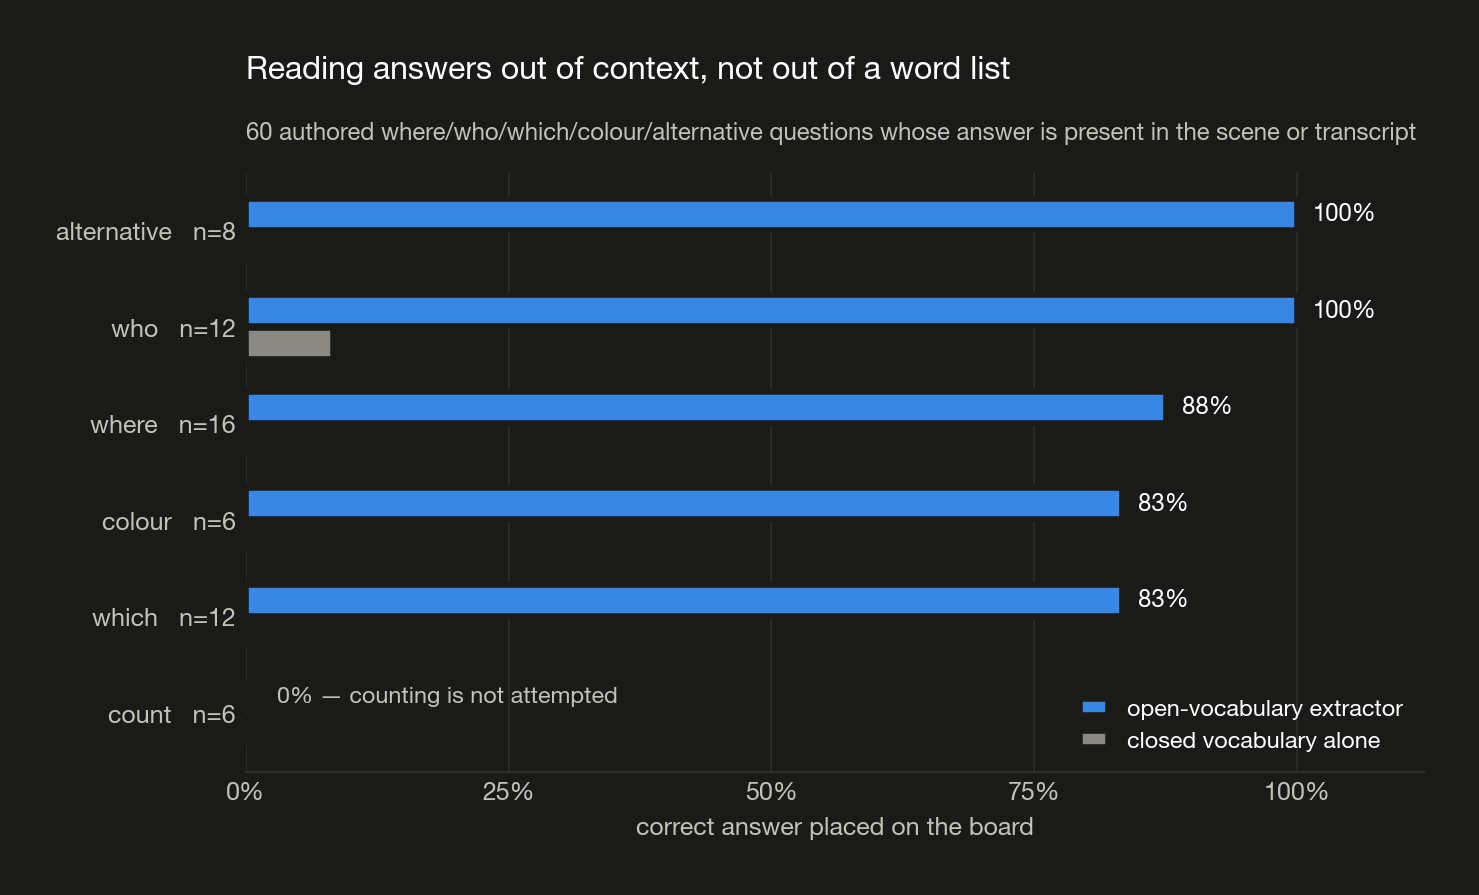 Reading answers out of context, not out of a word list
60 authored where/who/which/colour/alternative questions whose answer is present in the scene or transcript
alternative n=8 100%
who n=12 100%
where n=16 88%
colour n=6 83%
which n=12 83%
count n=6 0% — counting is not attempted
open-vocabulary extractor
closed vocabulary alone
0% 25% 50% 75% 100%
correct answer placed on the board